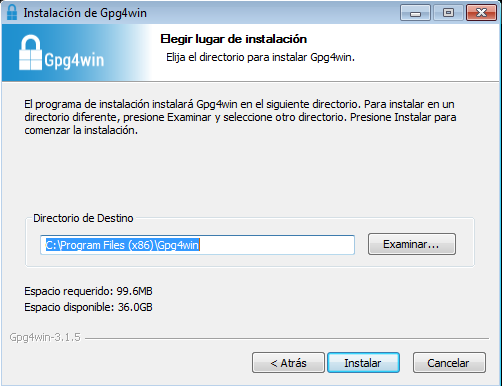 Instalación de Gpg4win
Gpg4win
Elegir lugar de instalación
Elija el directorio para instalar Gpg4win.
El programa de instalación instalará Gpg4win en el siguiente directorio. Para instalar en un
directorio diferente, presione Examinar y seleccione otro directorio. Presione Instalar para
comenzar la instalación.
Directorio de Destino
C:\Program Files (x86)\Gpg4win
Examinar...
Espacio requerido: 99.6MB
Espacio disponible: 36.0GB
Gpg4win-3.1.5
< Atrás
Instalar
Cancelar